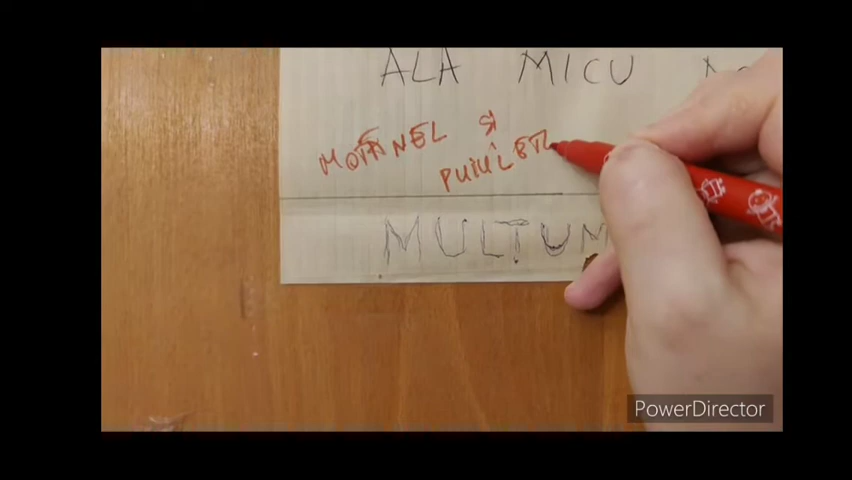 ALA MICU
MOTANEL ȘI
PUIULET
MULTUM
PowerDirector